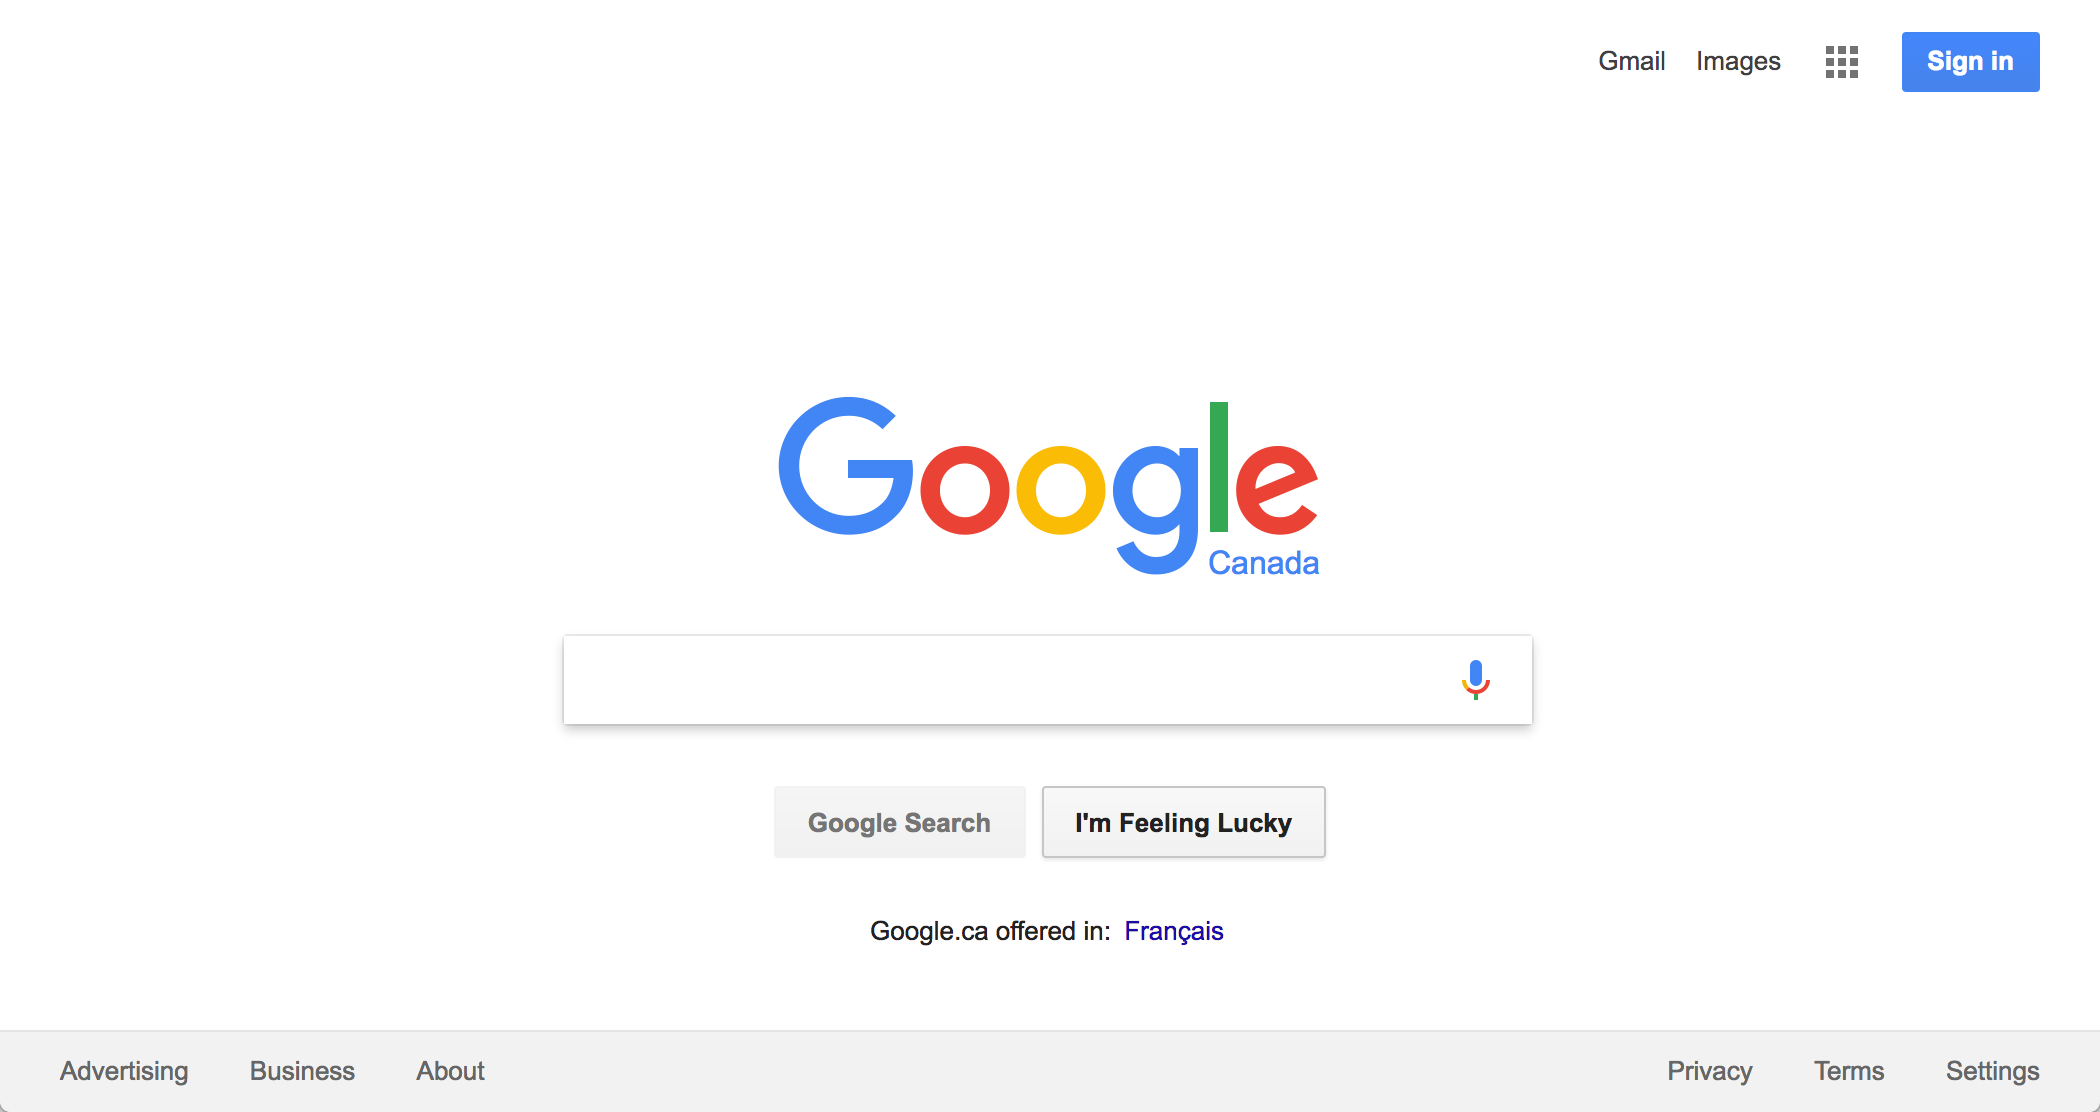 Gmail Images Sign in
Google
Canada
Google Search I'm Feeling Lucky
Google.ca offered in: Français
Advertising Business About Privacy Terms Settings